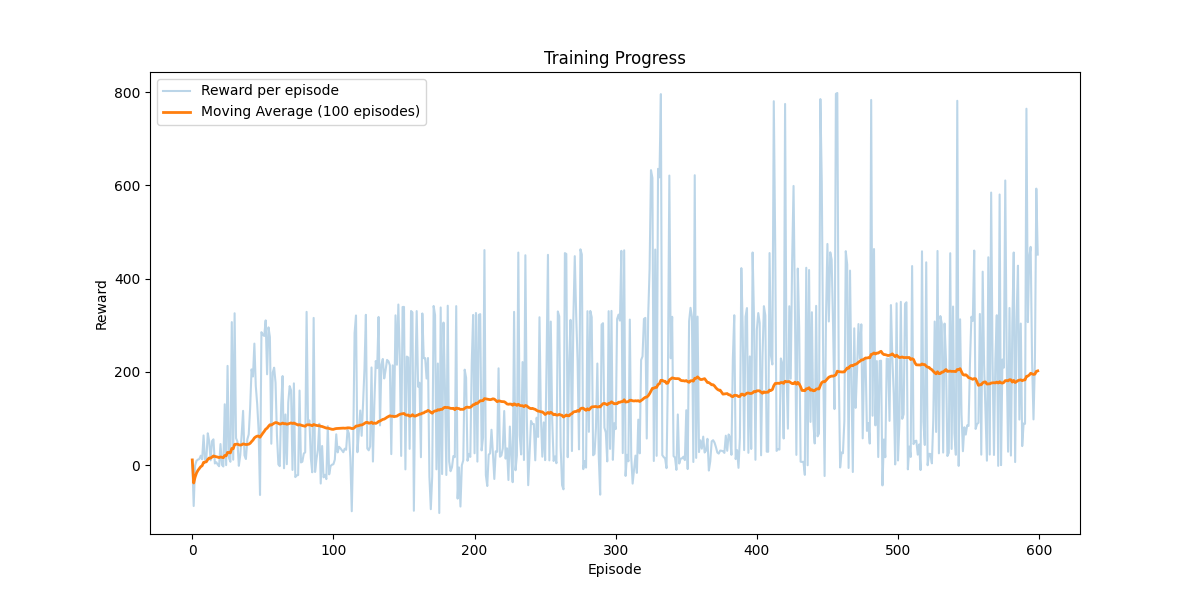 Training Progress
Reward per episode
Moving Average (100 episodes)
800
600
400
200
0
Reward
0 100 200 300 400 500 600
Episode